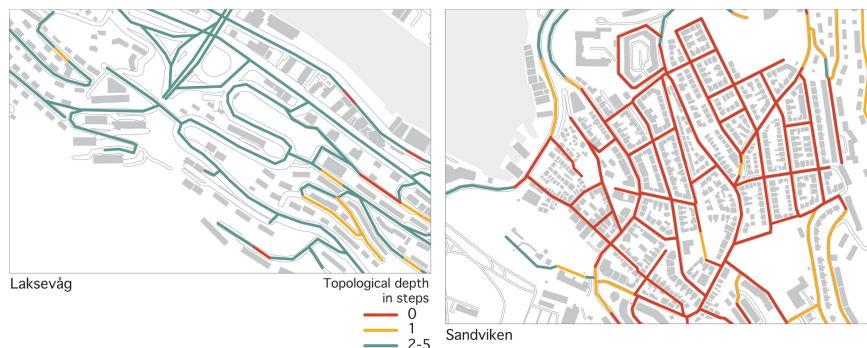 Laksevåg
Topological depth
in steps
0
1
2-5
Sandviken